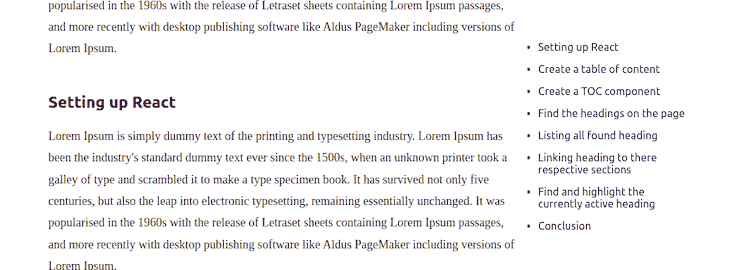 popularised in the 1960s with the release of Letraset sheets containing Lorem Ipsum passages,
and more recently with desktop publishing software like Aldus PageMaker including versions of
Lorem Ipsum.
Setting up React
Lorem Ipsum is simply dummy text of the printing and typesetting industry. Lorem Ipsum has
been the industry's standard dummy text ever since the 1500s, when an unknown printer took a
galley of type and scrambled it to make a type specimen book. It has survived not only five
centuries, but also the leap into electronic typesetting, remaining essentially unchanged. It was
popularised in the 1960s with the release of Letraset sheets containing Lorem Ipsum passages,
and more recently with desktop publishing software like Aldus PageMaker including versions of
Lorem Ipsum.
• Setting up React
• Create a table of content
• Create a TOC component
• Find the headings on the page
• Listing all found heading
• Linking heading to there
respective sections
• Find and highlight the
currently active heading
• Conclusion